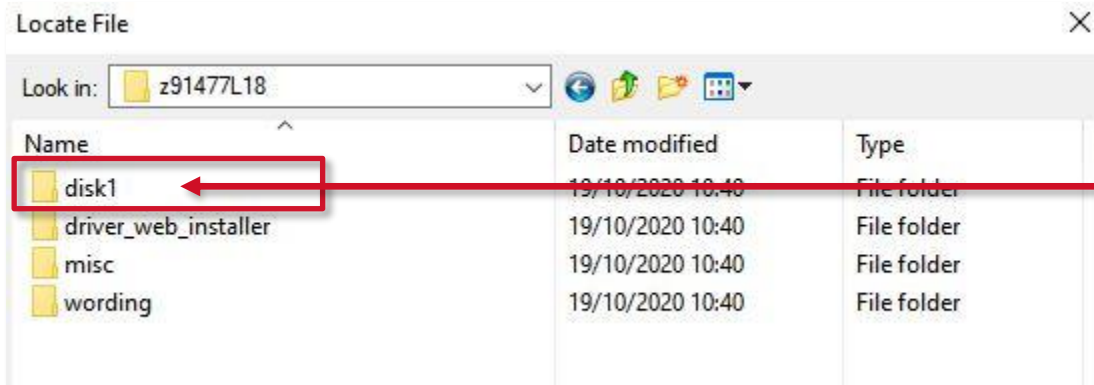 Locate File
Look in: z91477L18
Name Date modified Type
disk1 19/10/2020 10:40 File folder
driver_web_installer 19/10/2020 10:40 File folder
misc 19/10/2020 10:40 File folder
wording 19/10/2020 10:40 File folder